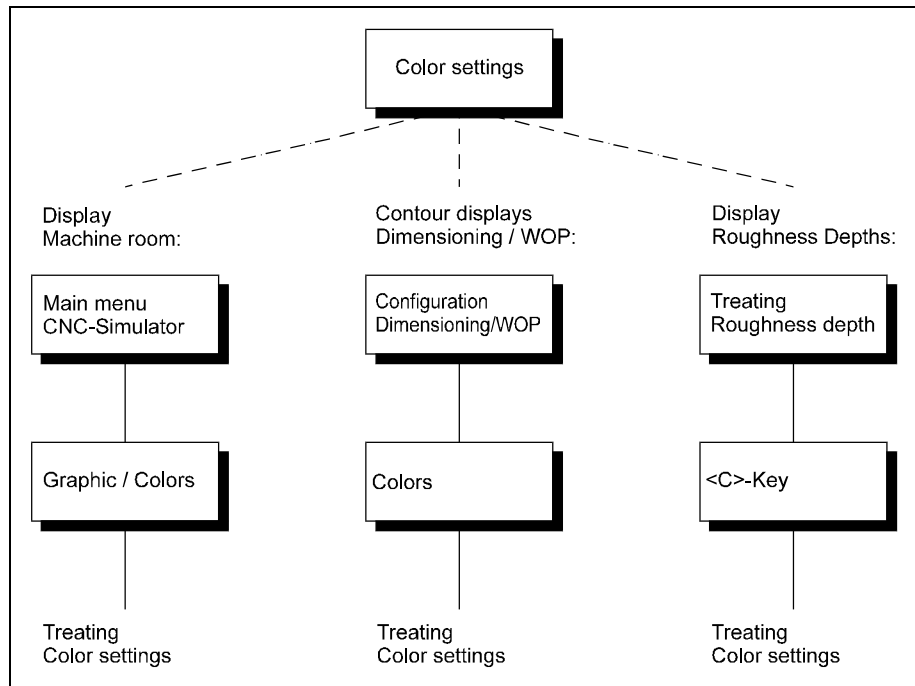 Color settings
Display
Machine room:
Contour displays
Dimensioning / WOP:
Display
Roughness Depths:
Main menu
CNC-Simulator
Configuration
Dimensioning/WOP
Treating
Roughness depth
Graphic / Colors
Colors
<C>-Key
Treating
Color settings
Treating
Color settings
Treating
Color settings